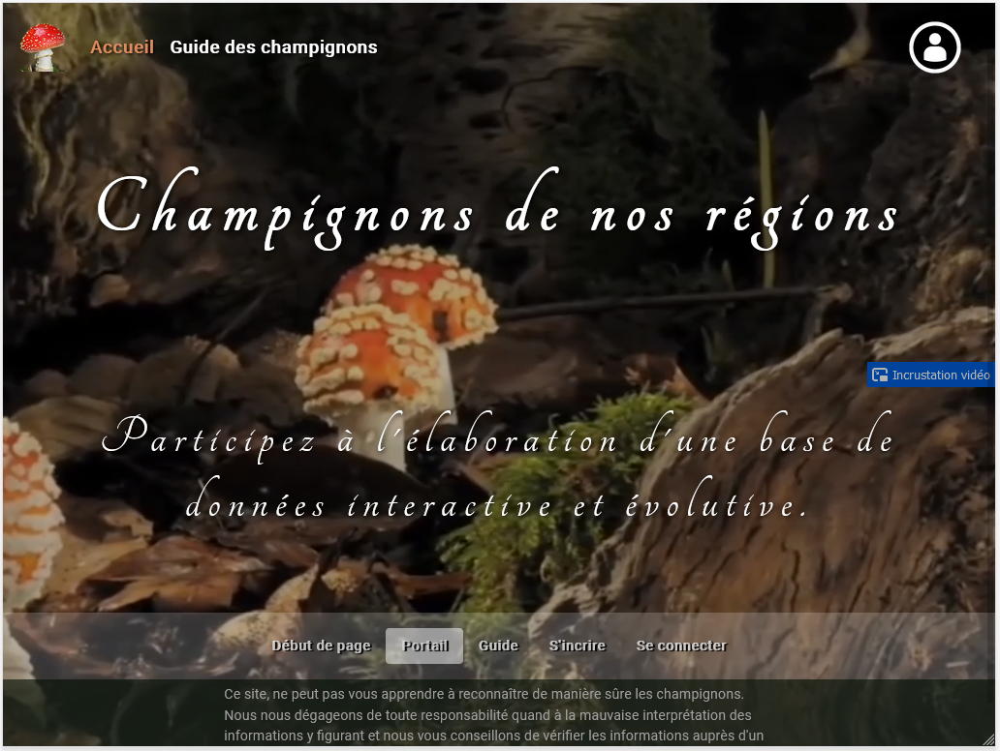 Accueil Guide des champignons
Champignons de nos régions
Incrustation vidéo
Participez à l'élaboration d'une base de
données interactive et évolutive.
Début de page Portail Guide S'incrire Se connecter
Ce site, ne peut pas vous apprendre à reconnaître de manière sûre les champignons.
Nous nous dégageons de toute responsabilité quand à la mauvaise interprétation des
informations y figurant et nous vous conseillons de vérifier les informations auprès d'un